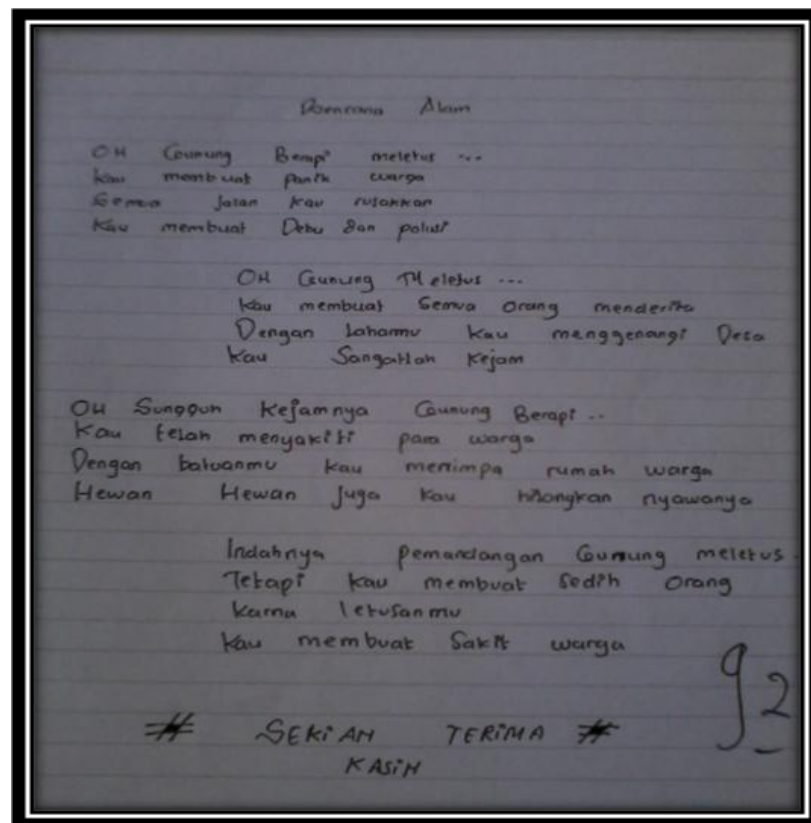 Bencana Alam
OH Gunung Berapi meletus ...
Kau membuat panik warga
Semua jalan kau rusakkan
Kau membuat Debu dan polusi
OH Gunung Meletus ...
Kau membuat Semua orang menderita
Dengan laharmu kau menggenangi Desa
Kau Sangatlah Kejam
OH Sungguh Kejamnya Gunung Berapi ..
Kau telah menyakiti para warga
Dengan batuanmu kau menimpa rumah warga
Hewan Hewan juga kau hilangkan nyawanya
Indahnya pemandangan Gunung meletus
Tetapi kau membuat sedih orang
Karna letusanmu
Kau membuat Sakit warga
92
# SEKiAN TERiMA #
KASiH